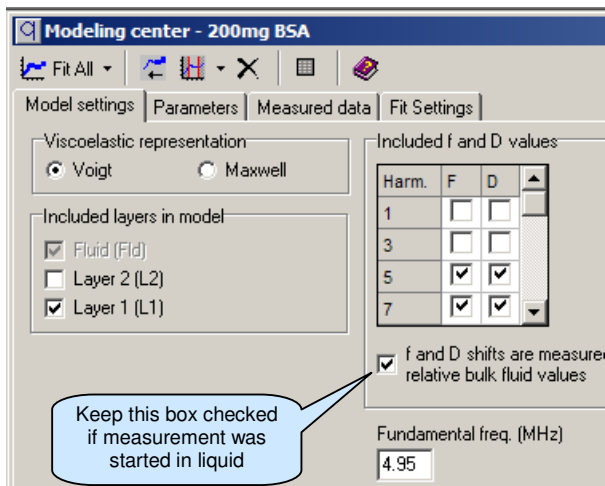 Modeling center - 200mg BSA
Fit All
Model settings Parameters Measured data Fit Settings
Viscoelastic representation
Voigt Maxwell
Included layers in model
Fluid (Fld)
Layer 2 (L2)
Layer 1 (L1)
Included f and D values
Harm. F D
1
3
5
7
f and D shifts are measured
relative bulk fluid values
Keep this box checked
if measurement was
started in liquid
Fundamental freq. (MHz)
4.95